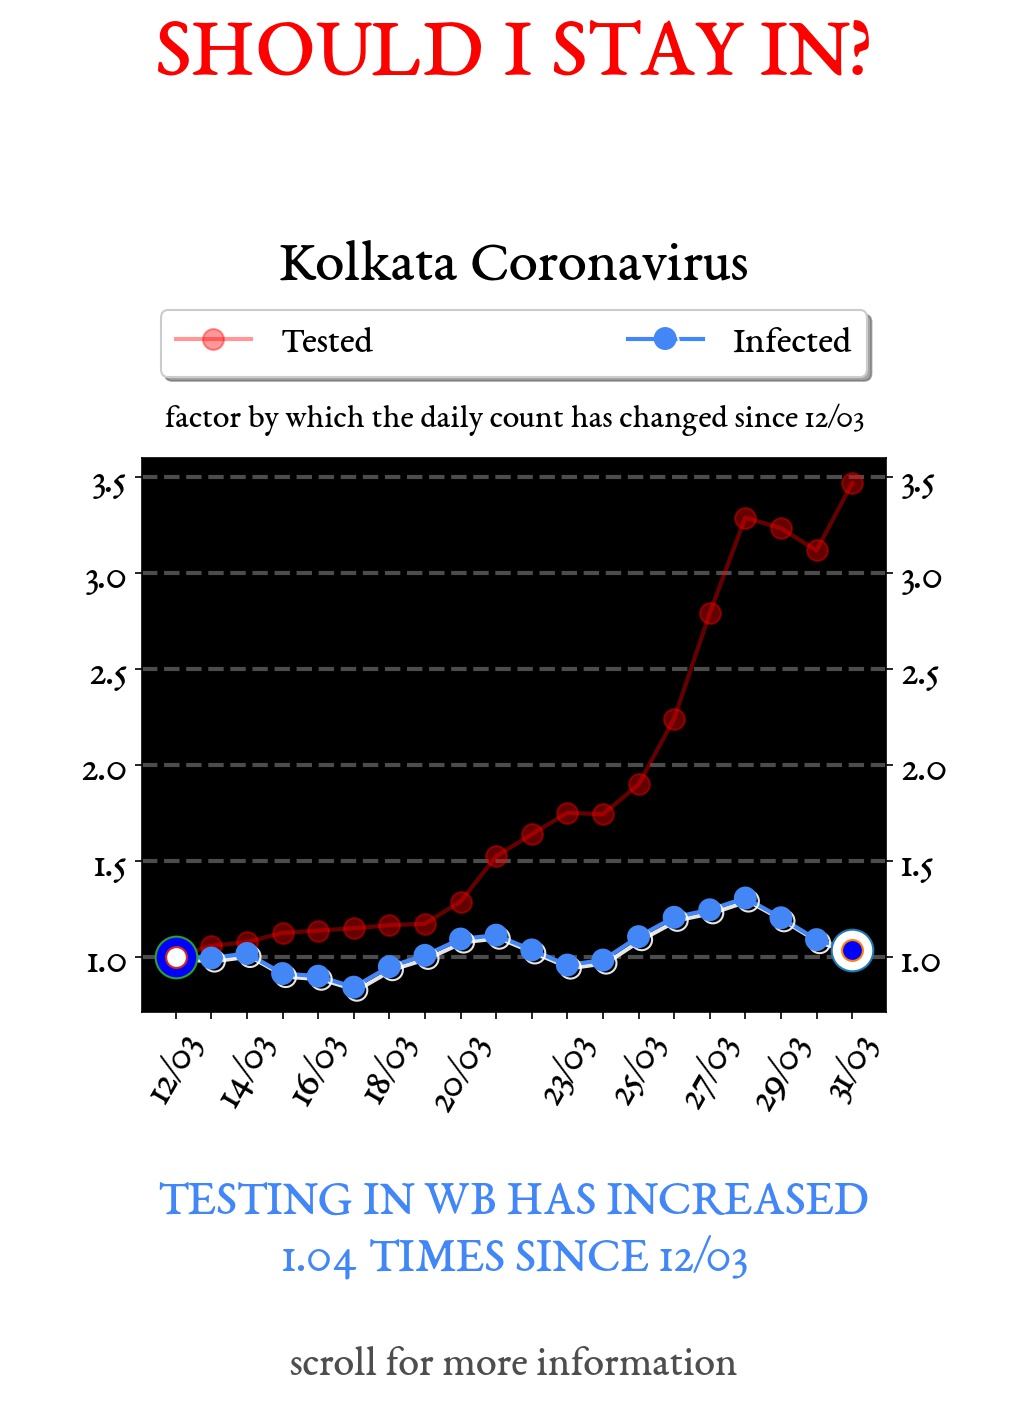 SHOULD I STAY IN?
Kolkata Coronavirus
Tested Infected
factor by which the daily count has changed since 12/03
3.5 3.5
3.0 3.0
2.5 2.5
2.0 2.0
1.5 1.5
1.0 1.0
12/03 14/03 16/03 18/03 20/03 23/03 25/03 27/03 29/03 31/03
TESTING IN WB HAS INCREASED
1.04 TIMES SINCE 12/03
scroll for more information